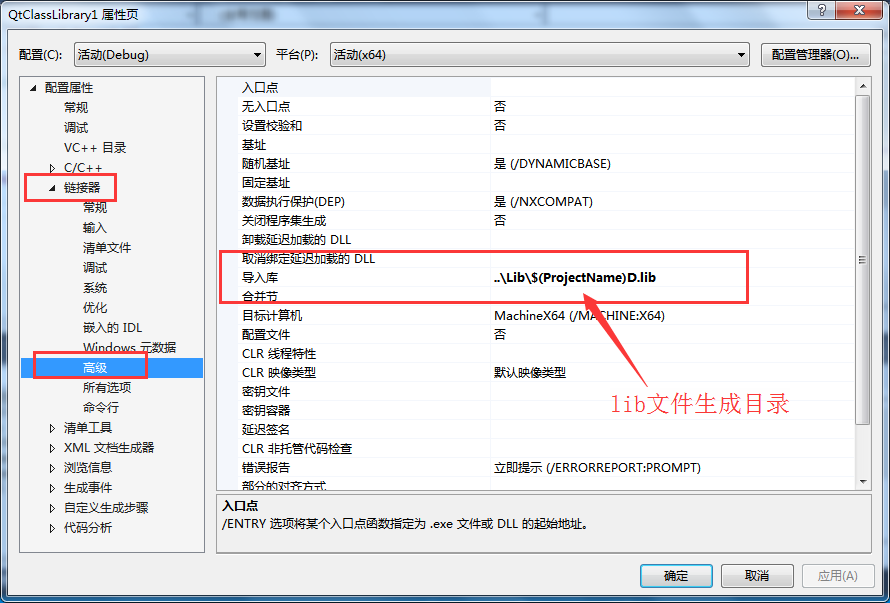 QtClassLibrary1 属性页
配置(C): 活动(Debug) 平台(P): 活动(x64) 配置管理器(O)...
配置属性
常规
调试
VC++ 目录
C/C++
链接器
常规
输入
清单文件
调试
系统
优化
嵌入的 IDL
Windows 元数据
高级
所有选项
命令行
清单工具
XML 文档生成器
浏览信息
生成事件
自定义生成步骤
代码分析
入口点
无入口点 否
设置校验和 否
基址
随机基址 是 (/DYNAMICBASE)
固定基址
数据执行保护(DEP) 是 (/NXCOMPAT)
关闭程序集生成 否
卸载延迟加载的 DLL
取消绑定延迟加载的 DLL
导入库 ..\Lib\$(ProjectName)D.lib
合并节
目标计算机 MachineX64 (/MACHINE:X64)
配置文件 否
CLR 线程特性
CLR 映像类型 默认映像类型
密钥文件
密钥容器
延迟签名
CLR 非托管代码检查
错误报告 立即提示 (/ERRORREPORT:PROMPT)
部分的对齐方式
lib文件生成目录
入口点
/ENTRY 选项将某个入口点函数指定为 .exe 文件或 DLL 的起始地址。
确定 取消 应用(A)